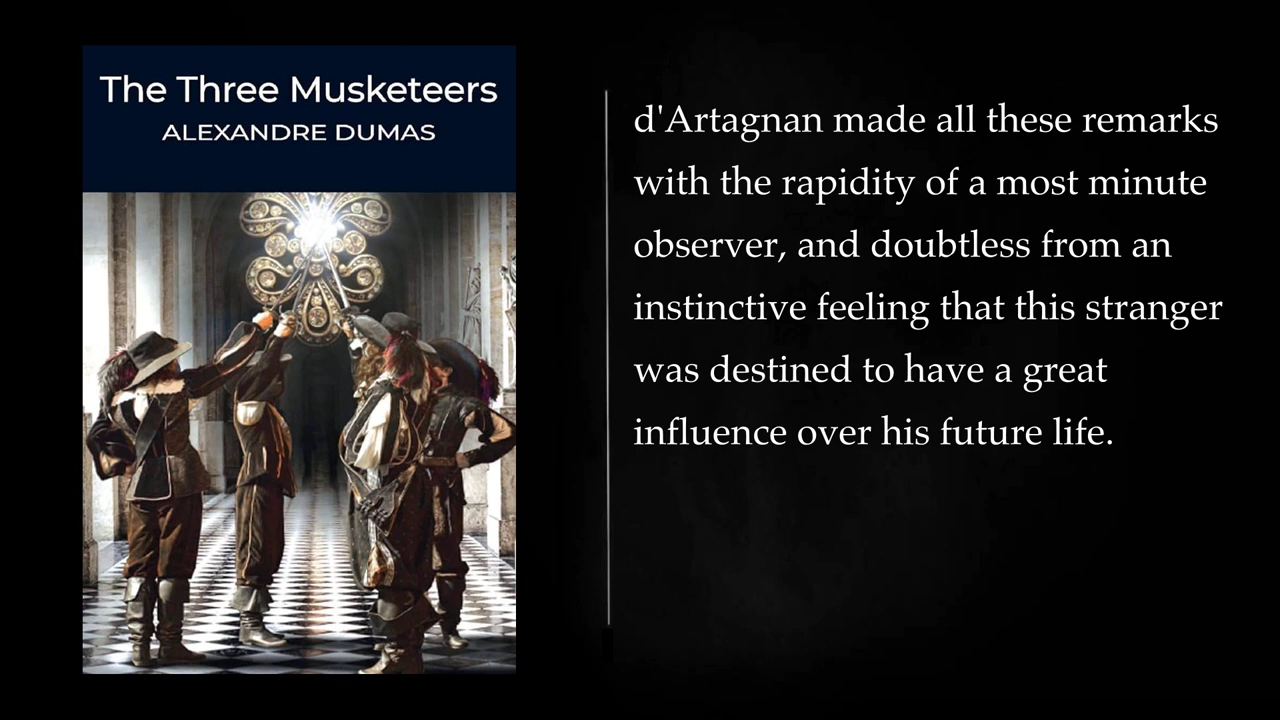 The Three Musketeers
ALEXANDRE DUMAS
d'Artagnan made all these remarks
with the rapidity of a most minute
observer, and doubtless from an
instinctive feeling that this stranger
was destined to have a great
influence over his future life.